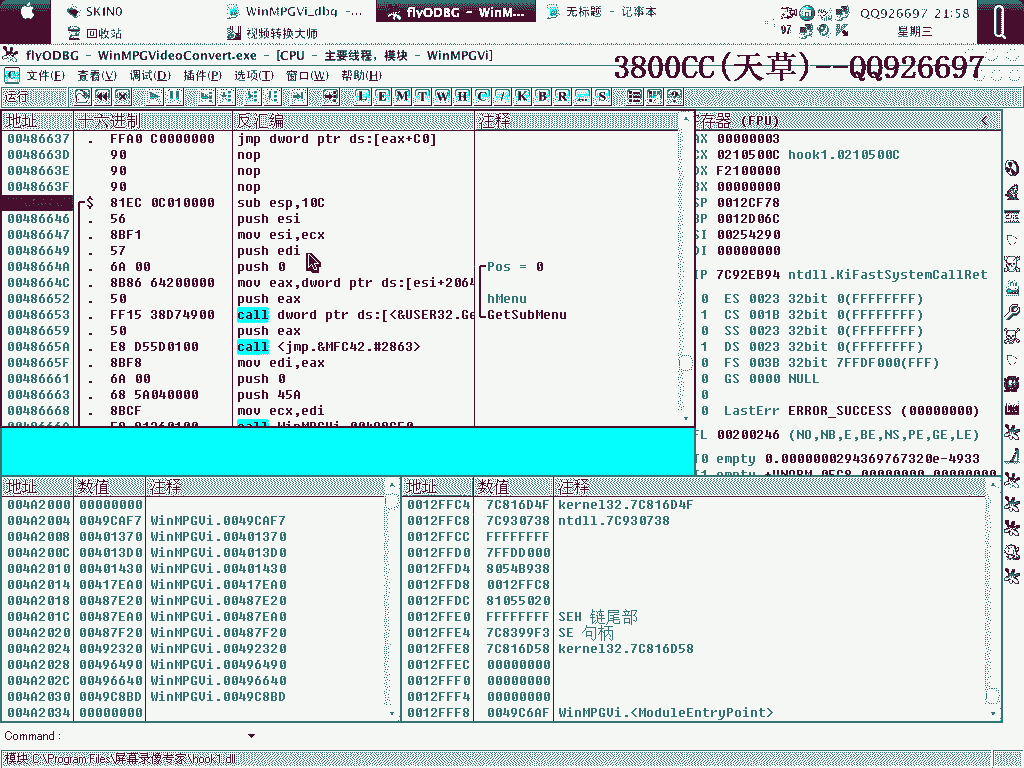 SKIN0
WinMPGVi_dbg -...
flyODBG - WinM...
无标题 - 记事本
QQ926697 21:58
回收站
视频转换大师
97
星期三
flyODBG - WinMPGVideoConvert.exe - [CPU - 主要线程，模块 - WinMPGVi]
文件(F) 查看(V) 调试(D) 插件(P) 选项(T) 窗口(W) 帮助(H)
3800CC(天草)--QQ926697
运行
L E M T W H C / K B R ... S
地址 十六进制 反汇编 注释
00486637 . FFA0 C0000000 jmp dword ptr ds:[eax+C0]
0048663D 90 nop
0048663E 90 nop
0048663F 90 nop
$ 81EC 0C010000 sub esp,10C
00486646 . 56 push esi
00486647 . 8BF1 mov esi,ecx
00486649 . 57 push edi
0048664A . 6A 00 push 0 Pos = 0
0048664C . 8B86 64200000 mov eax,dword ptr ds:[esi+2064
00486652 . 50 push eax hMenu
00486653 . FF15 38D74900 call dword ptr ds:[<&USER32.Ge GetSubMenu
00486659 . 50 push eax
0048665A . E8 D55D0100 call <jmp.&MFC42.#2863>
0048665F . 8BF8 mov edi,eax
00486661 . 6A 00 push 0
00486663 . 68 5A040000 push 45A
00486668 . 8BCF mov ecx,edi
存器 (FPU) <
AX 00000003
CX 0210500C hook1.0210500C
DX F2100000
BX 00000000
SP 0012CF78
BP 0012D06C
SI 00254290
DI 00000000
IP 7C92EB94 ntdll.KiFastSystemCallRet
0 ES 0023 32bit 0(FFFFFFFF)
1 CS 001B 32bit 0(FFFFFFFF)
0 SS 0023 32bit 0(FFFFFFFF)
1 DS 0023 32bit 0(FFFFFFFF)
0 FS 003B 32bit 7FFDF000(FFF)
0 GS 0000 NULL
0
0 LastErr ERROR_SUCCESS (00000000)
FL 00200246 (NO,NB,E,BE,NS,PE,GE,LE)
T0 empty 0.0000000294369767320e-4933
地址 数值 注释
004A2000 00000000
004A2004 0049CAF7 WinMPGVi.0049CAF7
004A2008 00401370 WinMPGVi.00401370
004A200C 004013D0 WinMPGVi.004013D0
004A2010 00401430 WinMPGVi.00401430
004A2014 00417EA0 WinMPGVi.00417EA0
004A2018 00487E20 WinMPGVi.00487E20
004A201C 00487EA0 WinMPGVi.00487EA0
004A2020 00487F20 WinMPGVi.00487F20
004A2024 00492320 WinMPGVi.00492320
004A2028 00496490 WinMPGVi.00496490
004A202C 00496640 WinMPGVi.00496640
004A2030 0049C8BD WinMPGVi.0049C8BD
004A2034 00000000
地址 数值 注释
0012FFC4 7C816D4F kernel32.7C816D4F
0012FFC8 7C930738 ntdll.7C930738
0012FFCC FFFFFFFF
0012FFD0 7FFDD000
0012FFD4 8054B938
0012FFD8 0012FFC8
0012FFDC 81055020
0012FFE0 FFFFFFFF SEH 链尾部
0012FFE4 7C8399F3 SE 句柄
0012FFE8 7C816D58 kernel32.7C816D58
0012FFEC 00000000
0012FFF0 00000000
0012FFF4 00000000
0012FFF8 0049C6AF WinMPGVi.<ModuleEntryPoint>
Command :
模块 C:\Program Files\屏幕录像专家\hook1.dll